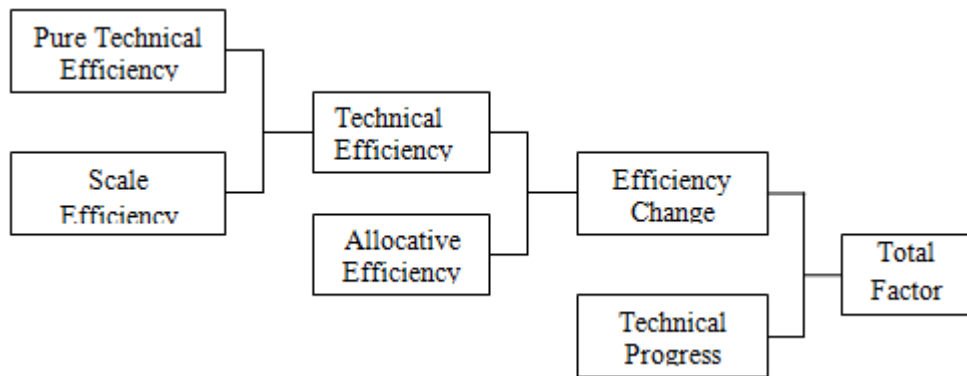 Pure Technical
Efficiency
Scale
Efficiency
Technical
Efficiency
Allocative
Efficiency
Efficiency
Change
Technical
Progress
Total
Factor